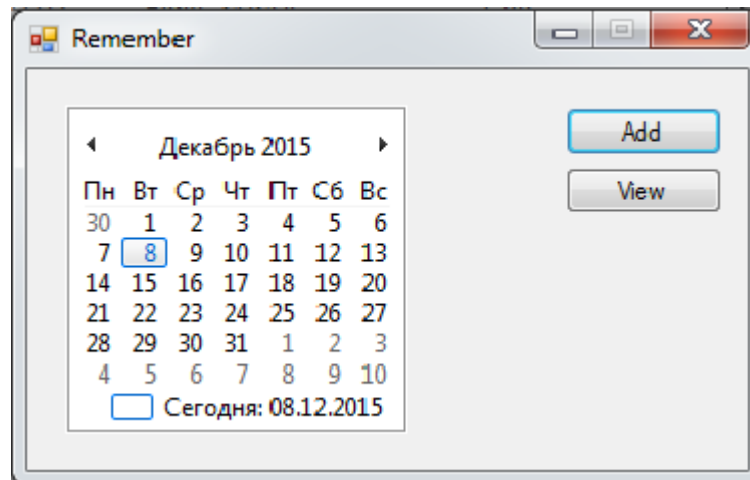 Remember
Add
View
Декабрь 2015
Пн Вт Ср Чт Пт Сб Вс
30 1 2 3 4 5 6
7 8 9 10 11 12 13
14 15 16 17 18 19 20
21 22 23 24 25 26 27
28 29 30 31 1 2 3
4 5 6 7 8 9 10
Сегодня: 08.12.2015